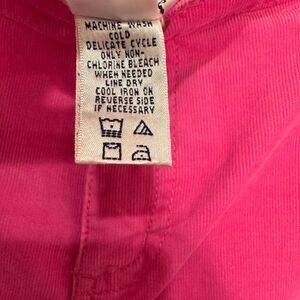 MACHINE WASH
COLD
DELICATE CYCLE
ONLY NON-
CHLORINE BLEACH
WHEN NEEDED
LINE DRY
COOL IRON ON
REVERSE SIDE
IF NECESSARY